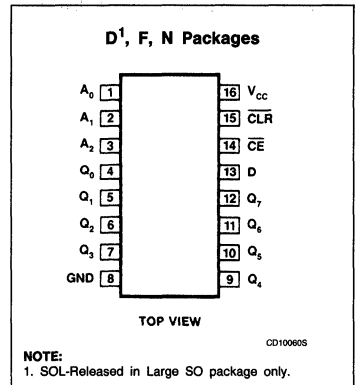 D¹, F, N Packages
A₀ 1 16 V_CC
A₁ 2 15 C̅L̅R̅
A₂ 3 14 C̅E̅
Q₀ 4 13 D
Q₁ 5 12 Q₇
Q₂ 6 11 Q₆
Q₃ 7 10 Q₅
GND 8 9 Q₄
TOP VIEW
CD10060S
NOTE:
1. SOL-Released in Large SO package only.